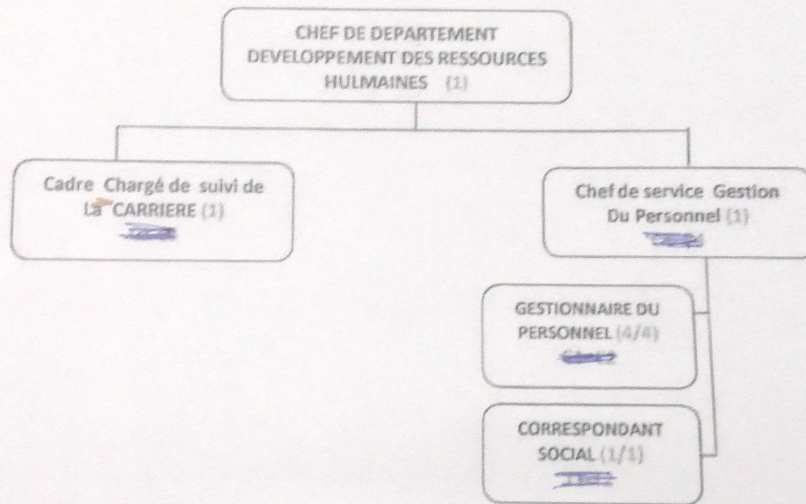 CHEF DE DEPARTEMENT
DEVELOPPEMENT DES RESSOURCES
HULMAINES (1)
Cadre Chargé de suivi de
La CARRIERE (1)
Chef de service Gestion
Du Personnel (1)
GESTIONNAIRE DU
PERSONNEL (4/4)
CORRESPONDANT
SOCIAL (1/1)